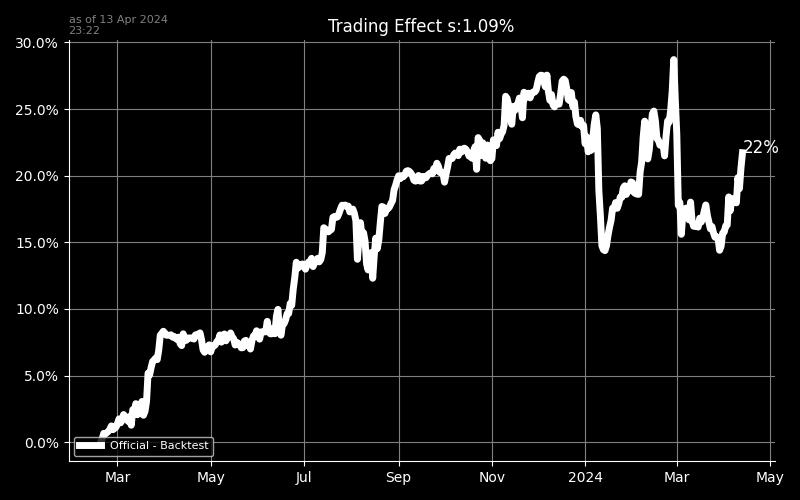 as of 13 Apr 2024
23:22
Trading Effect s:1.09%
30.0%
25.0%
20.0%
15.0%
10.0%
5.0%
0.0%
22%
Official - Backtest
Mar
May
Jul
Sep
Nov
2024
Mar
May